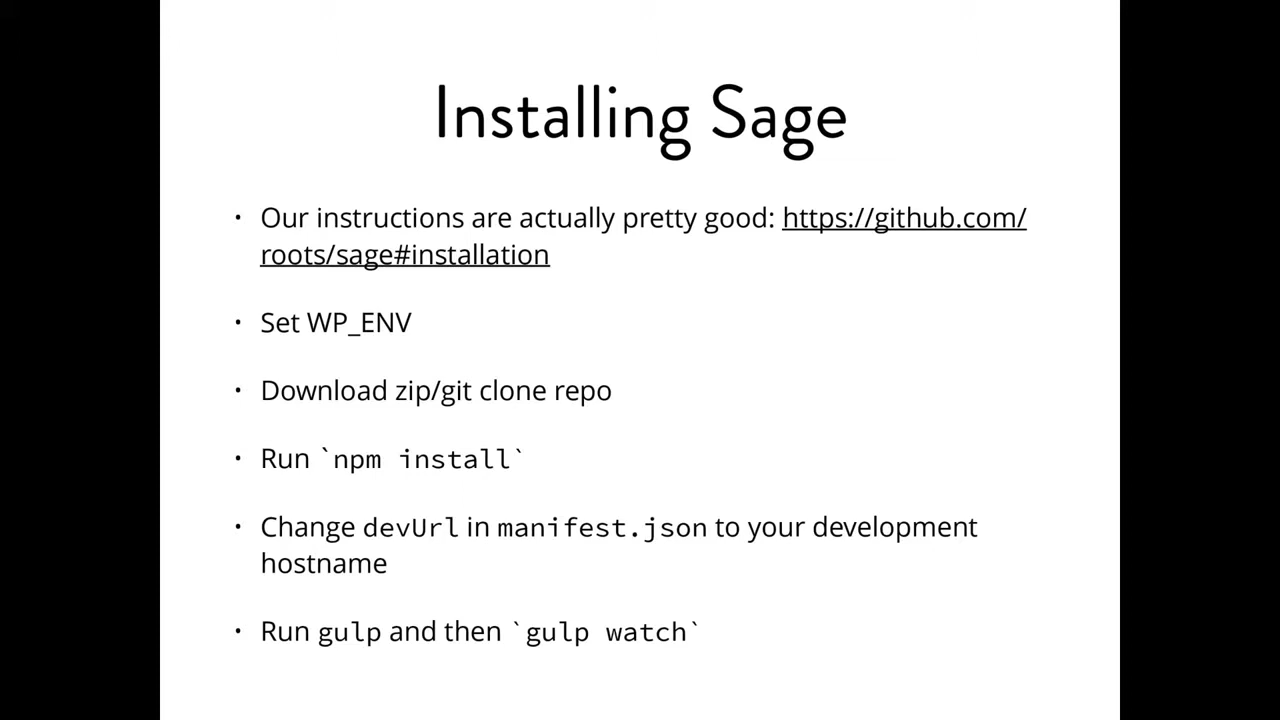 Installing Sage
• Our instructions are actually pretty good: https://github.com/
roots/sage#installation
• Set WP_ENV
• Download zip/git clone repo
• Run `npm install`
• Change devUrl in manifest.json to your development
hostname
• Run gulp and then `gulp watch`